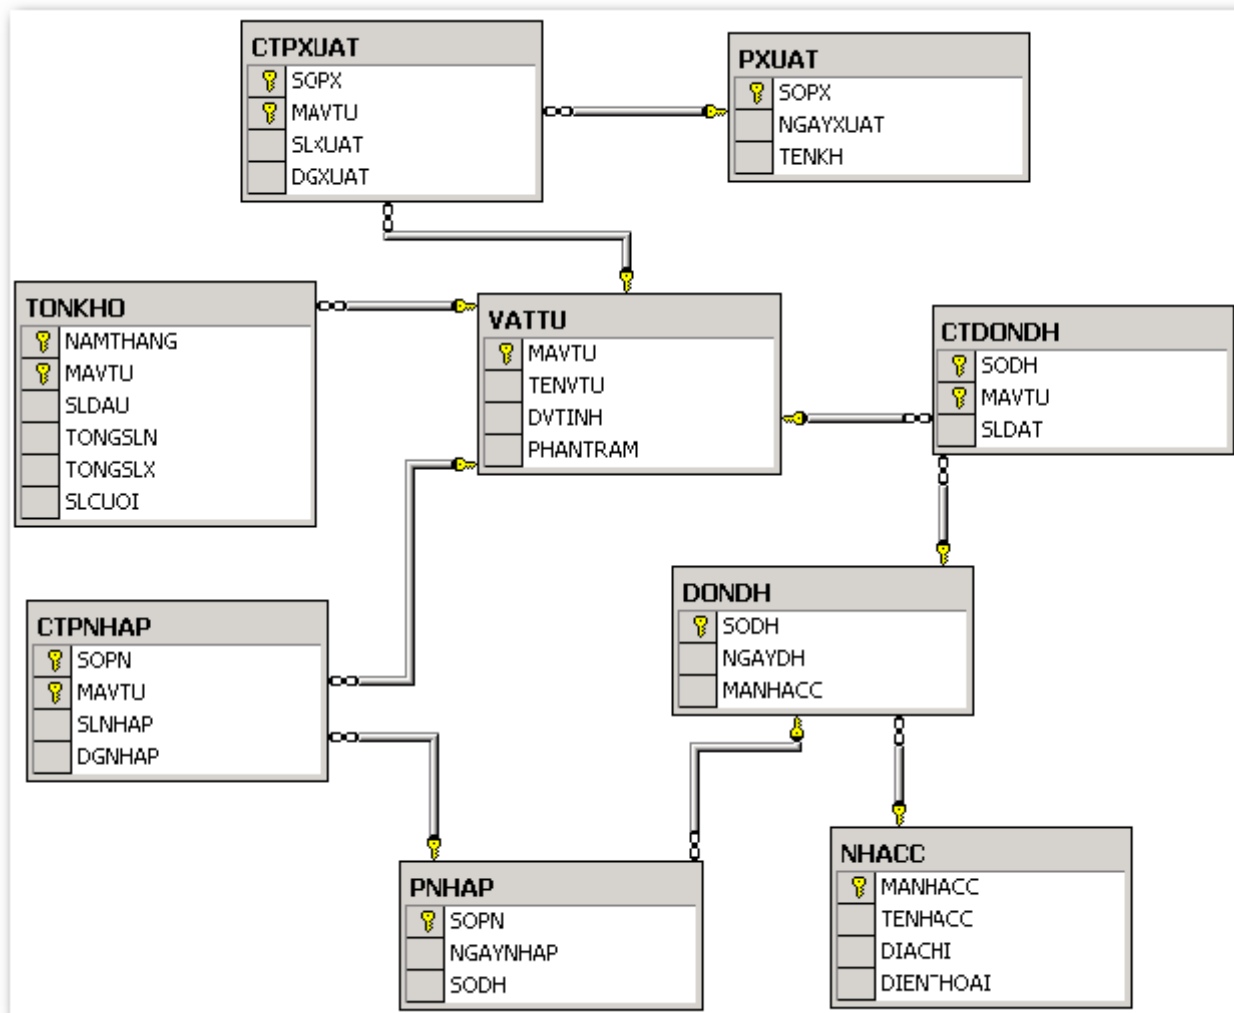 CTPXUAT
SOPX
MAVTU
SLXUAT
DGXUAT
PXUAT
SOPX
NGAYXUAT
TENKH
TONKHO
NAMTHANG
MAVTU
SLDAU
TONGSLN
TONGSLX
SLCUOI
VATTU
MAVTU
TENVTU
DVTINH
PHANTRAM
CTDONDH
SODH
MAVTU
SLDAT
CTPNHAP
SOPN
MAVTU
SLNHAP
DGNHAP
DONDH
SODH
NGAYDH
MANHACC
PNHAP
SOPN
NGAYNHAP
SODH
NHACC
MANHACC
TENHACC
DIACHI
DIENTHOAI